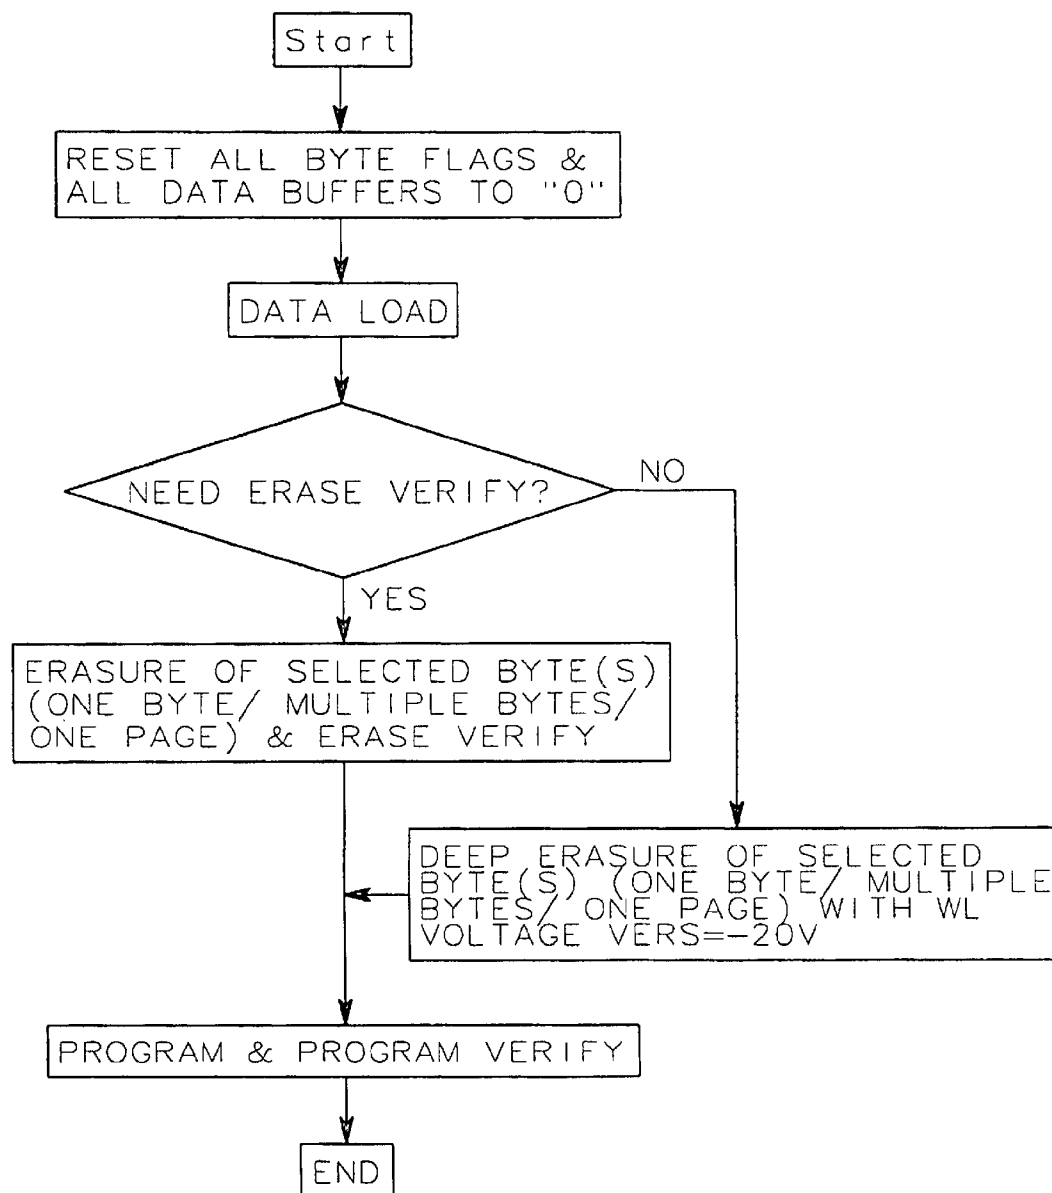 Start
RESET ALL BYTE FLAGS &
ALL DATA BUFFERS TO "0"
DATA LOAD
NEED ERASE VERIFY?
NO
YES
ERASURE OF SELECTED BYTE(S)
(ONE BYTE/ MULTIPLE BYTES/
ONE PAGE) & ERASE VERIFY
DEEP ERASURE OF SELECTED
BYTE(S) (ONE BYTE/ MULTIPLE
BYTES/ ONE PAGE) WITH WL
VOLTAGE VERS=-20V
PROGRAM & PROGRAM VERIFY
END